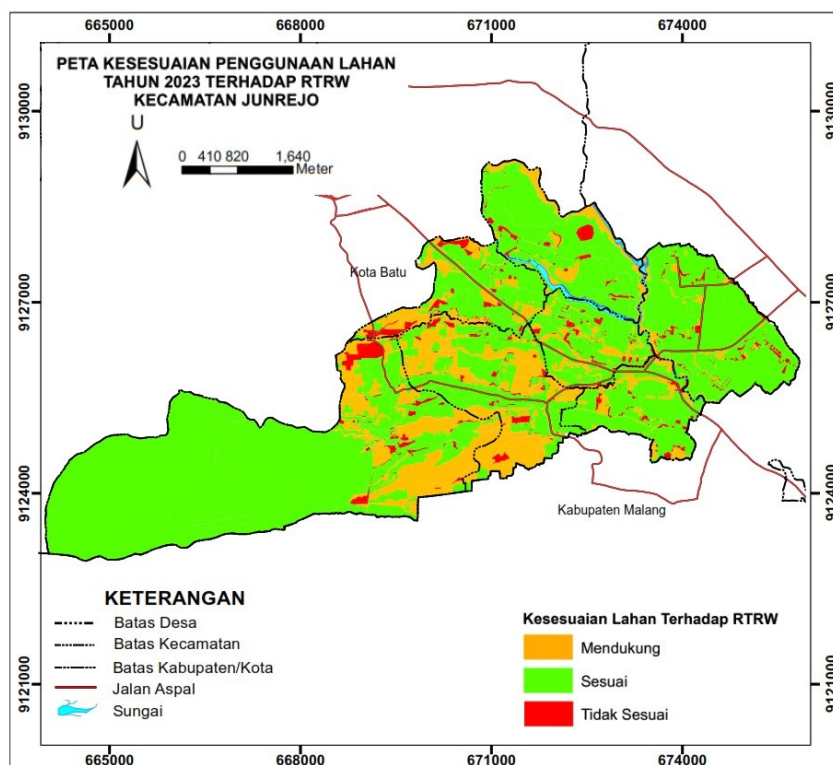 665000 668000 671000 674000
PETA KESESUAIAN PENGGUNAAN LAHAN
TAHUN 2023 TERHADAP RTRW
KECAMATAN JUNREJO
U
0 410 820 1,640
Meter
9130000 9130000
Kota Batu
9127000 9127000
9124000 9124000
Kabupaten Malang
KETERANGAN
Batas Desa
Batas Kecamatan
Batas Kabupaten/Kota
Jalan Aspal
Sungai
Kesesuaian Lahan Terhadap RTRW
Mendukung
Sesuai
Tidak Sesuai
9121000 9121000
665000 668000 671000 674000